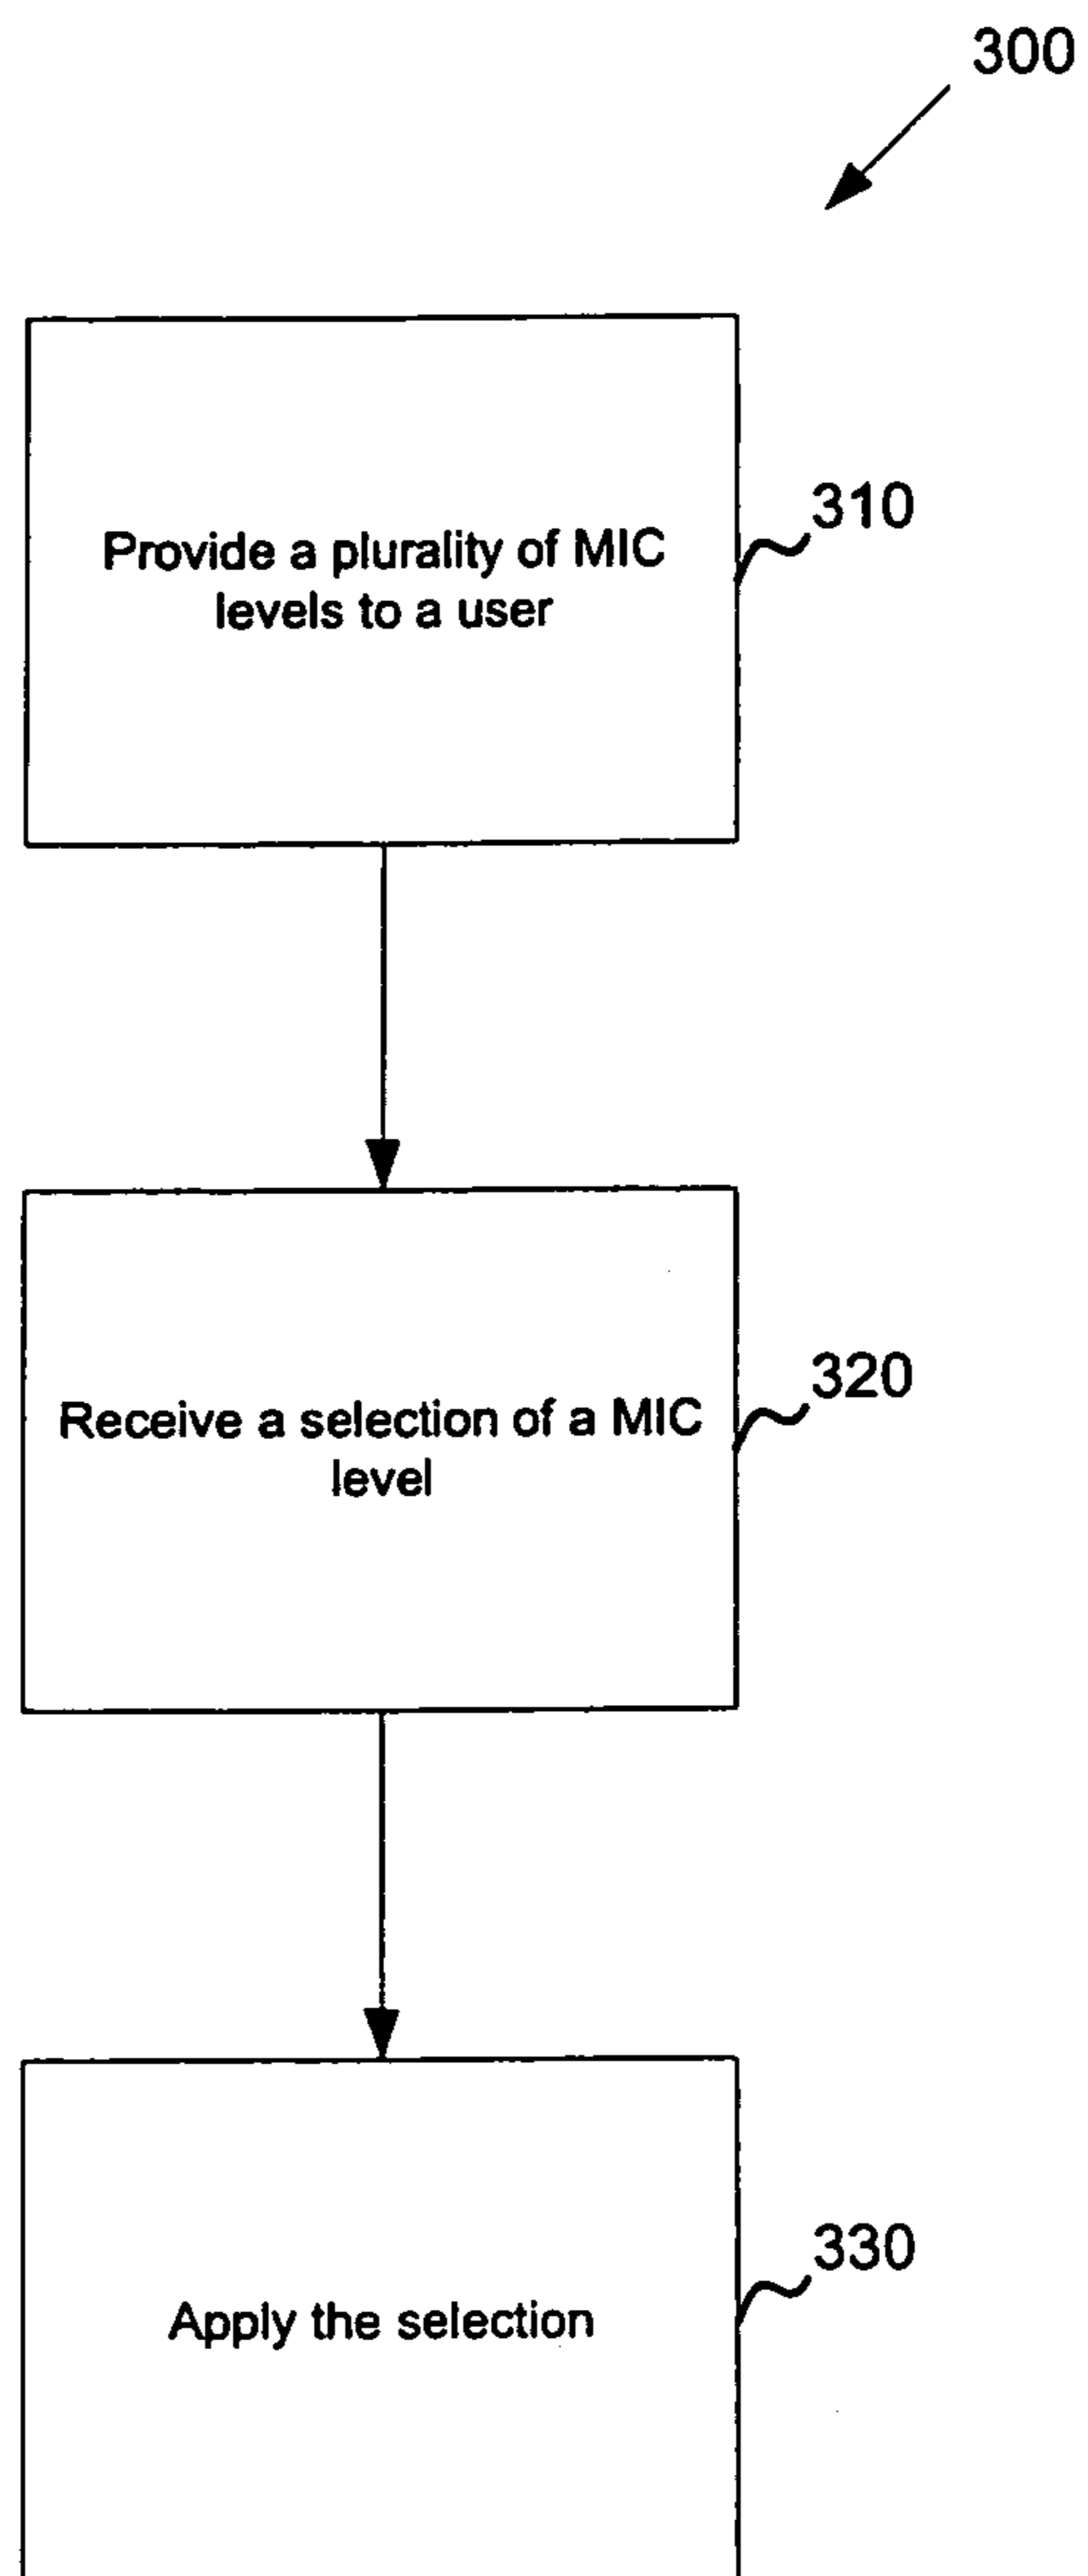 300
Provide a plurality of MIC
levels to a user
310
Receive a selection of a MIC
level
320
Apply the selection
330